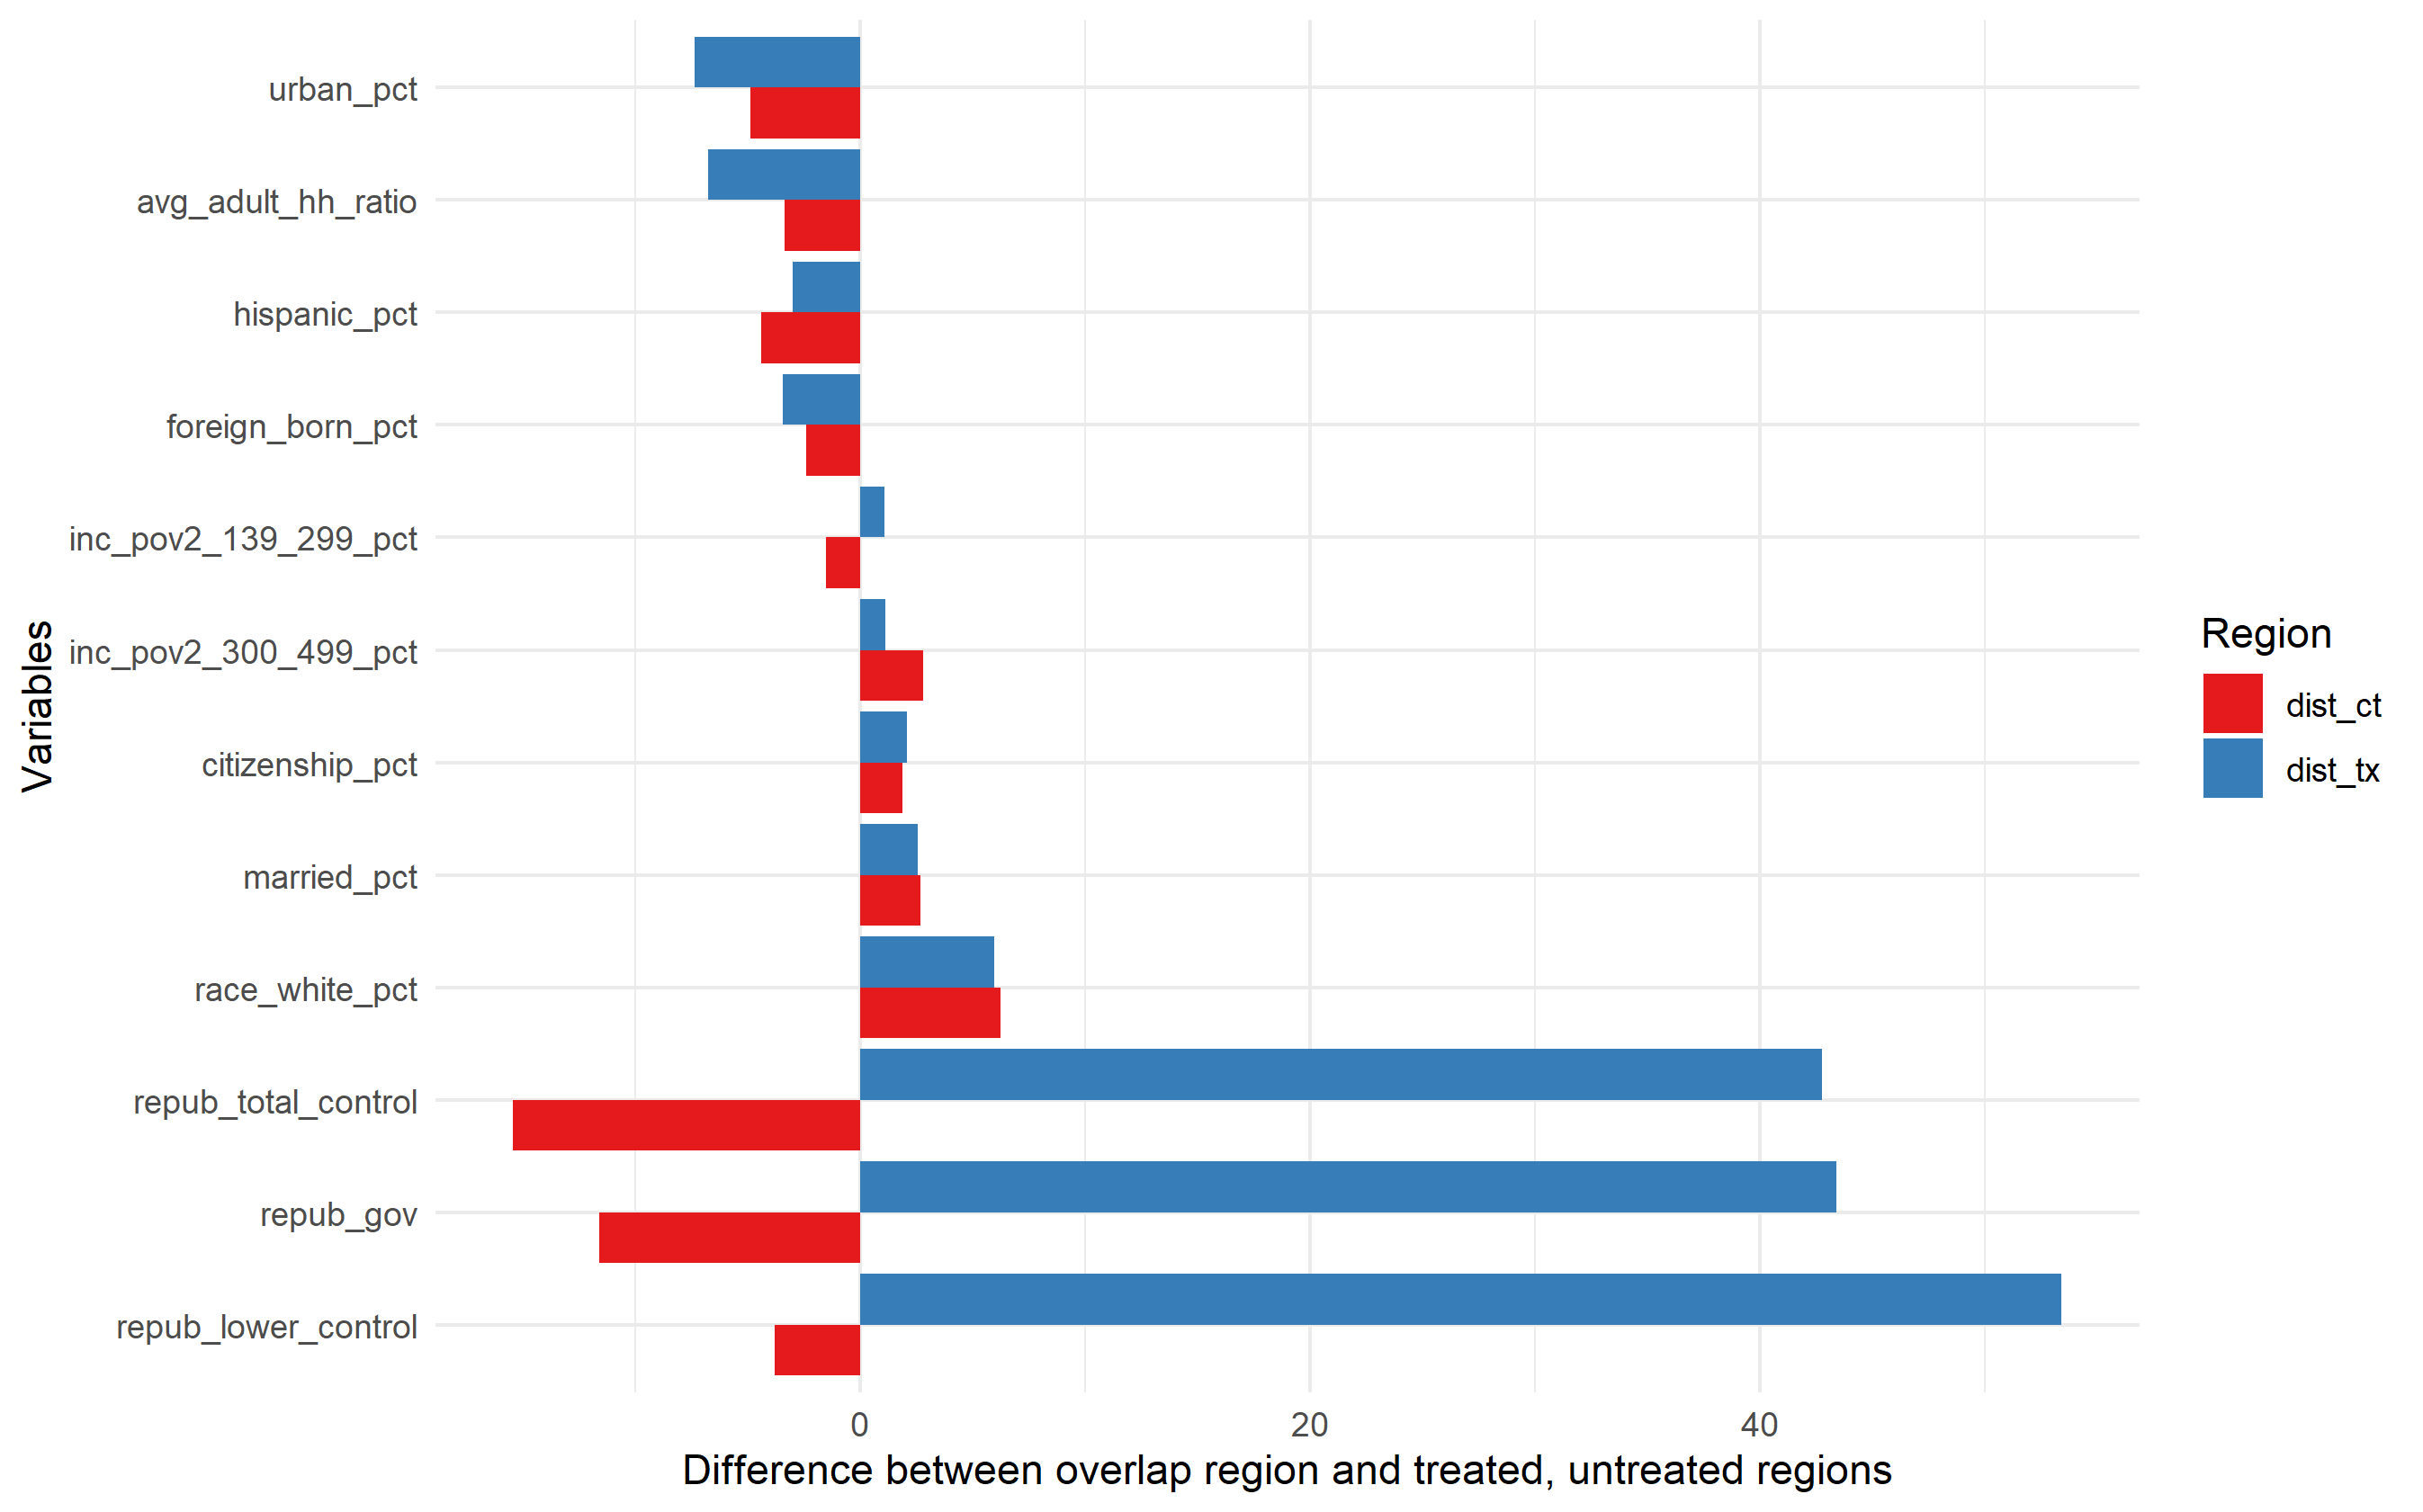 urban_pct
avg_adult_hh_ratio
hispanic_pct
foreign_born_pct
inc_pov2_139_299_pct
inc_pov2_300_499_pct
citizenship_pct
married_pct
race_white_pct
repub_total_control
repub_gov
repub_lower_control
Variables
0 20 40
Difference between overlap region and treated, untreated regions
Region
dist_ct
dist_tx